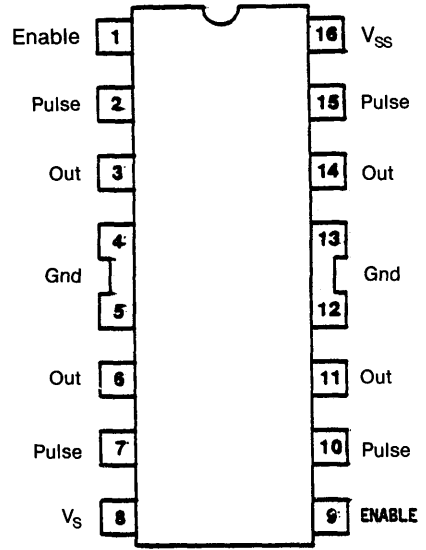 Enable 1 16 VSS
Pulse 2 15 Pulse
Out 3 14 Out
4 13
Gnd Gnd
5 12
Out 6 11 Out
Pulse 7 10 Pulse
VS 8 9 ENABLE